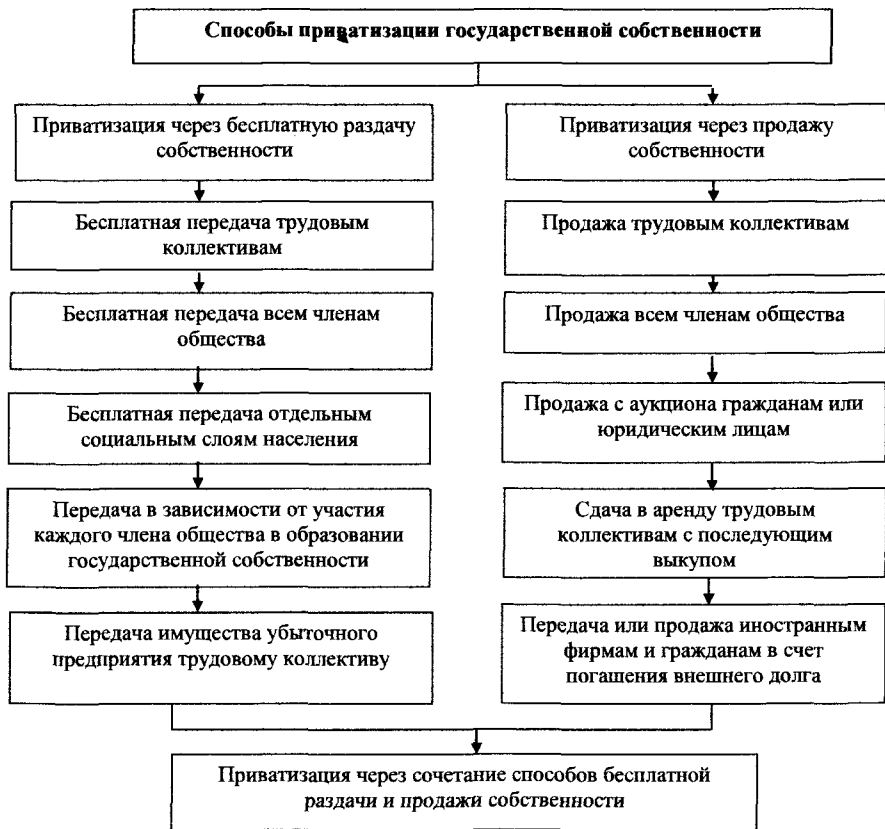 Способы приватизации государственной собственности
Приватизация через бесплатную раздачу
собственности
Бесплатная передача трудовым
коллективам
Бесплатная передача всем членам
общества
Бесплатная передача отдельным
социальным слоям населения
Передача в зависимости от участия
каждого члена общества в образовании
государственной собственности
Передача имущества убыточного
предприятия трудовому коллективу
Приватизация через продажу
собственности
Продажа трудовым коллективам
Продажа всем членам общества
Продажа с аукциона гражданам или
юридическим лицам
Сдача в аренду трудовым
коллективам с последующим
выкупом
Передача или продажа иностранным
фирмам и гражданам в счет
погашения внешнего долга
Приватизация через сочетание способов бесплатной
раздачи и продажи собственности